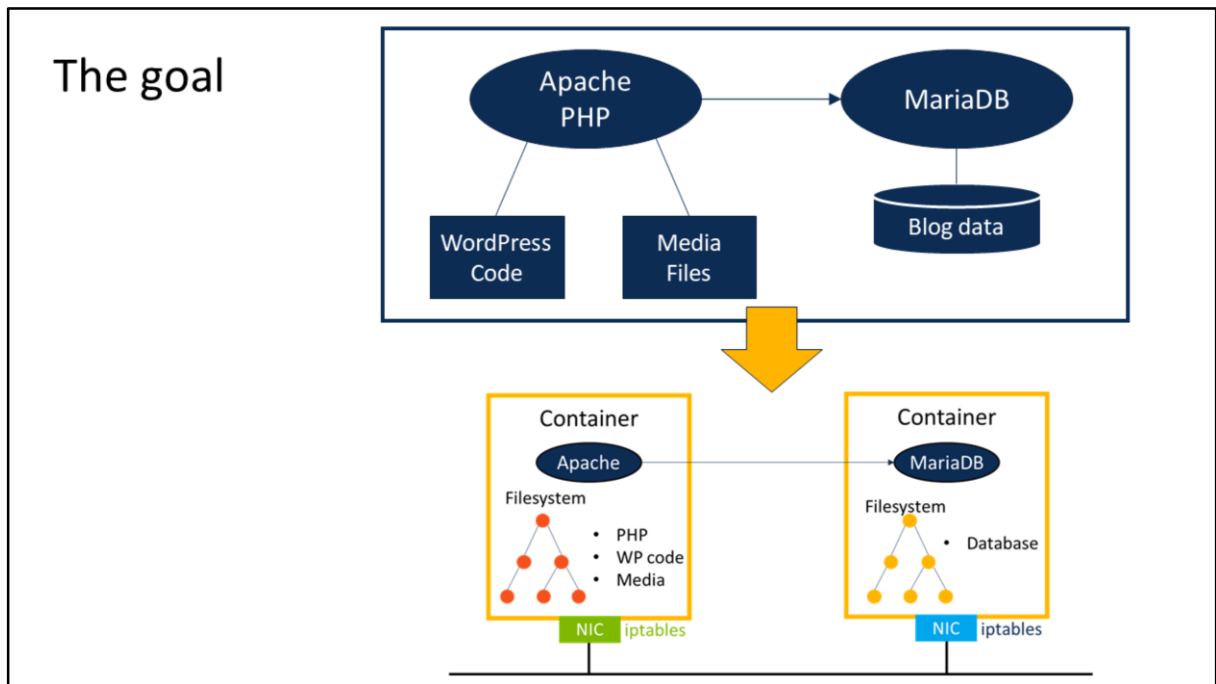 The goal
Apache
PHP
MariaDB
WordPress
Code
Media
Files
Blog data
Container
Apache
Filesystem
• PHP
• WP code
• Media
NIC iptables
Container
MariaDB
Filesystem
• Database
NIC iptables